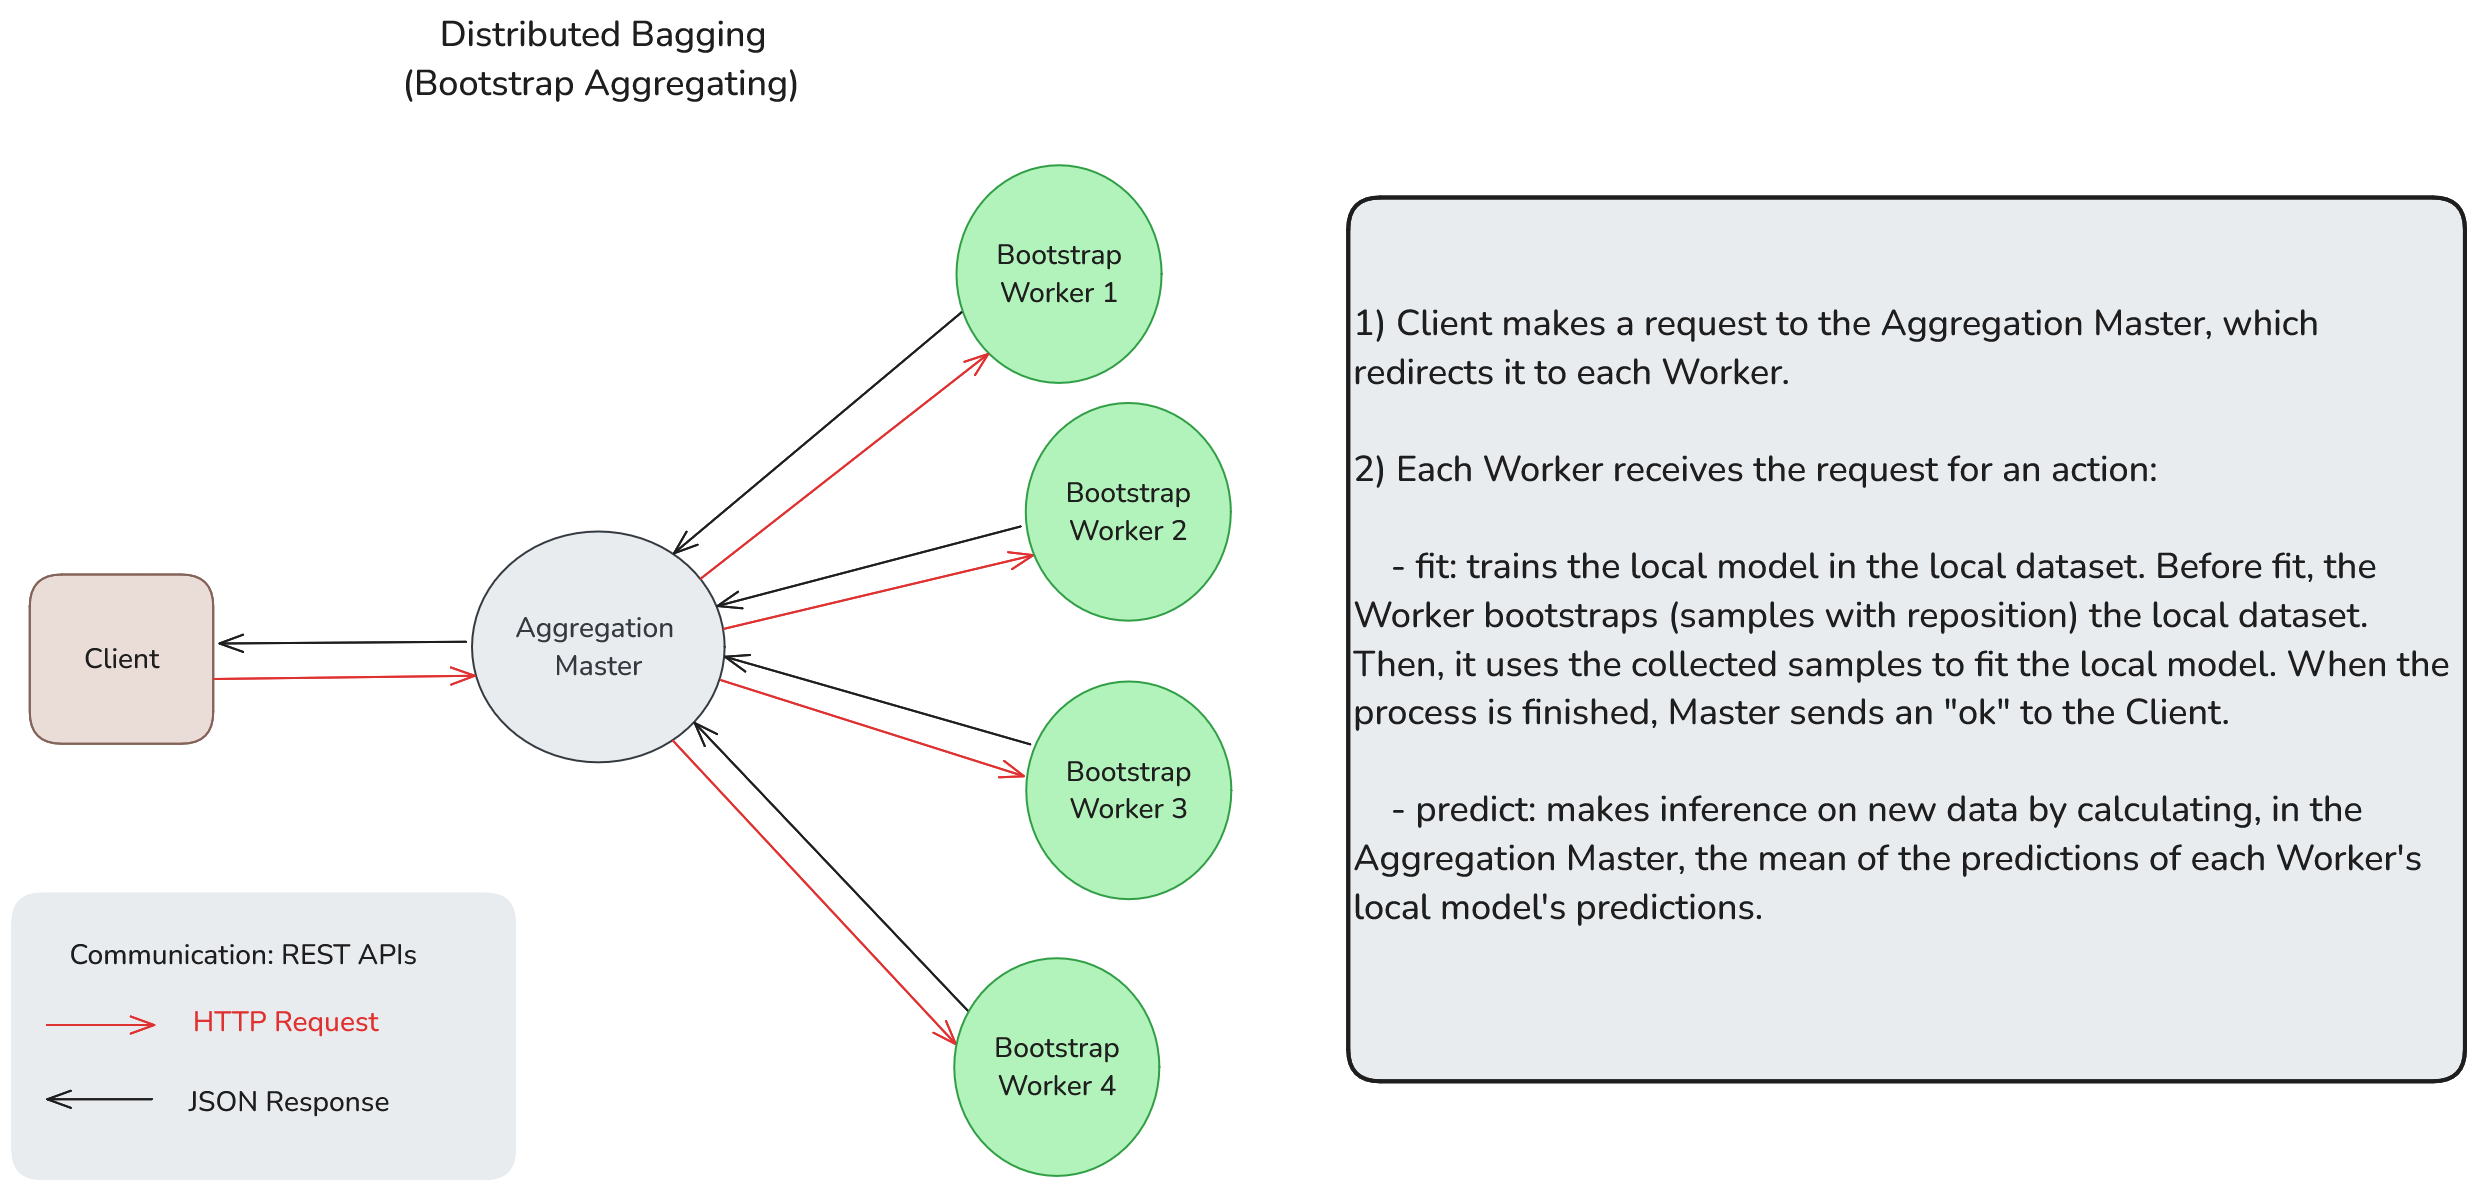 Distributed Bagging
(Bootstrap Aggregating)
Bootstrap
Worker 1
Bootstrap
Worker 2
Aggregation
Master
Client
Bootstrap
Worker 3
Bootstrap
Worker 4
Communication: REST APIs
HTTP Request
JSON Response
1) Client makes a request to the Aggregation Master, which
redirects it to each Worker.
2) Each Worker receives the request for an action:
- fit: trains the local model in the local dataset. Before fit, the
Worker bootstraps (samples with reposition) the local dataset.
Then, it uses the collected samples to fit the local model. When the
process is finished, Master sends an "ok" to the Client.
- predict: makes inference on new data by calculating, in the
Aggregation Master, the mean of the predictions of each Worker's
local model's predictions.